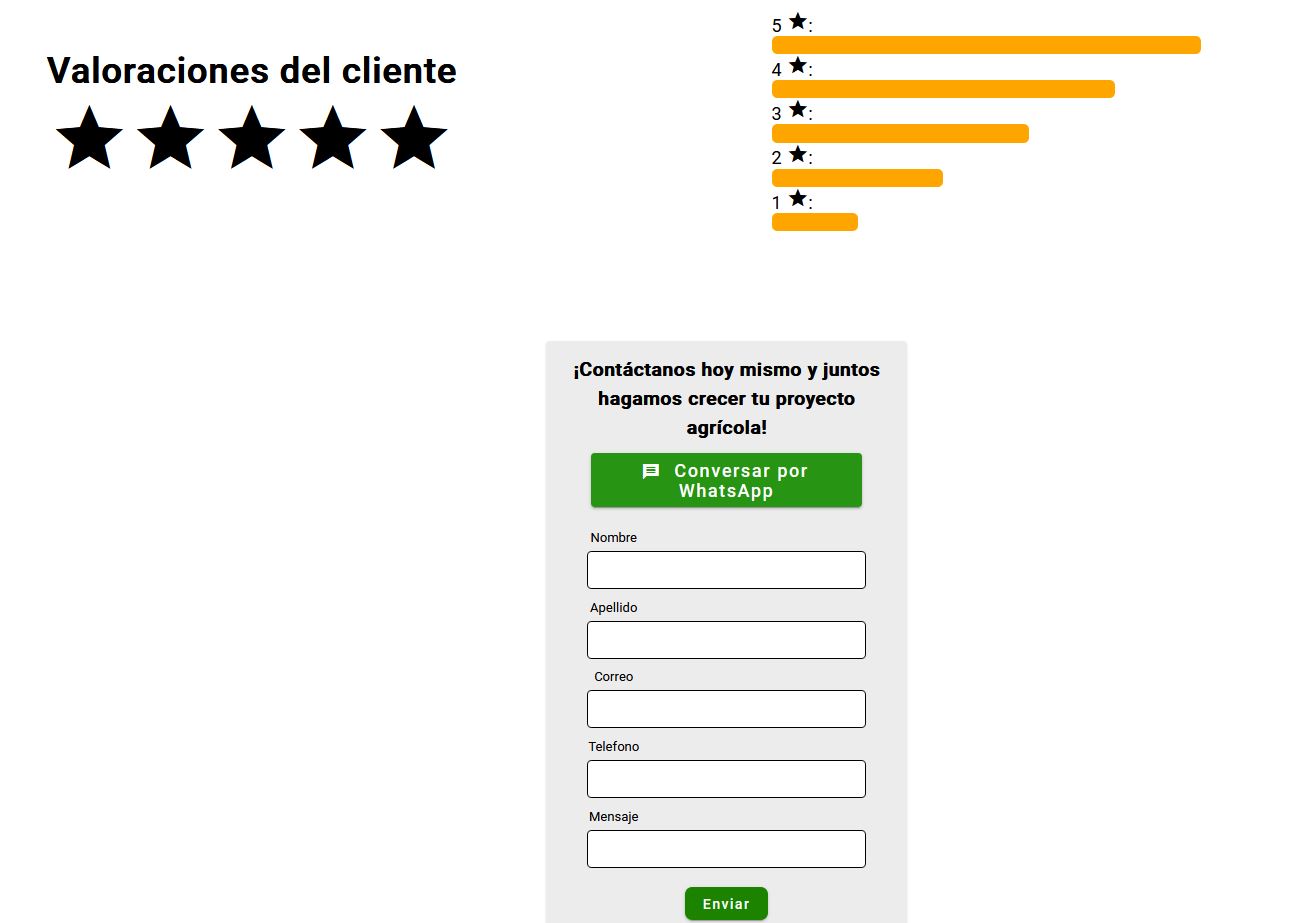 Valoraciones del cliente
5 ★:
4 ★:
3 ★:
2 ★:
1 ★:
¡Contáctanos hoy mismo y juntos
hagamos crecer tu proyecto
agrícola!
Conversar por
WhatsApp
Nombre
Apellido
Correo
Telefono
Mensaje
Enviar